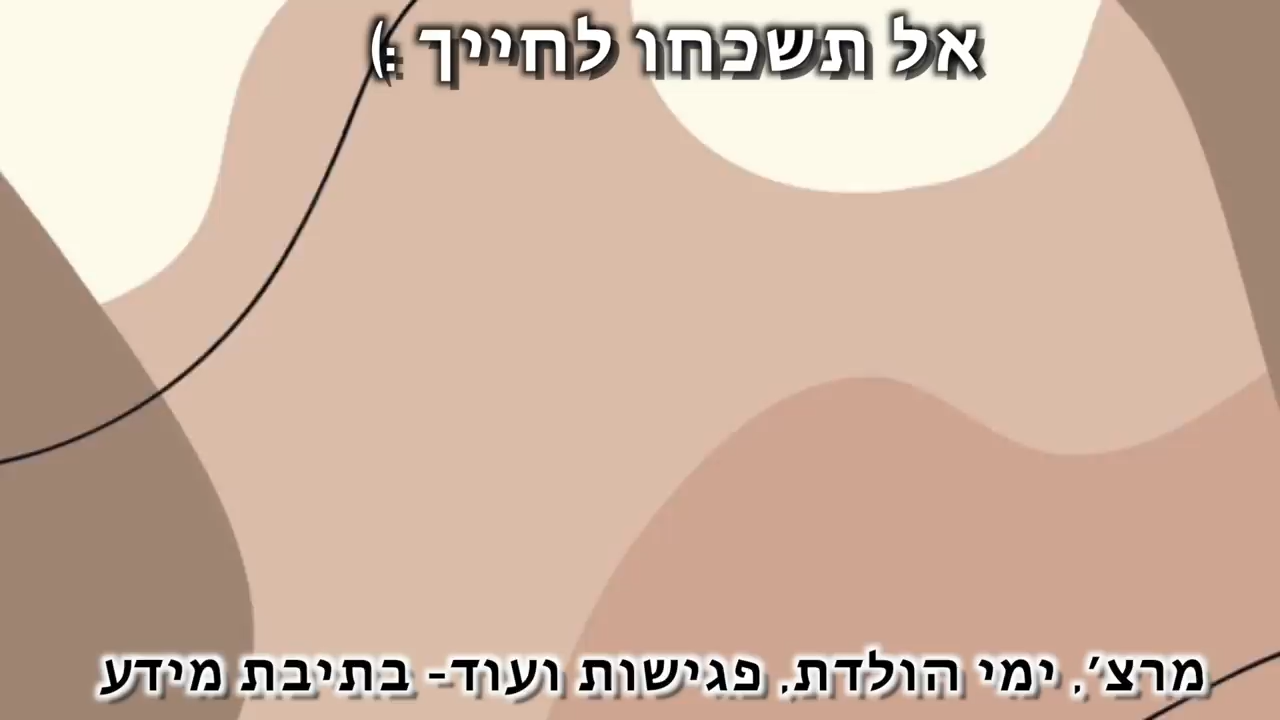 אל תשכחו לחייך :)
מרצ', ימי הולדת, פגישות ועוד- בתיבת מידע